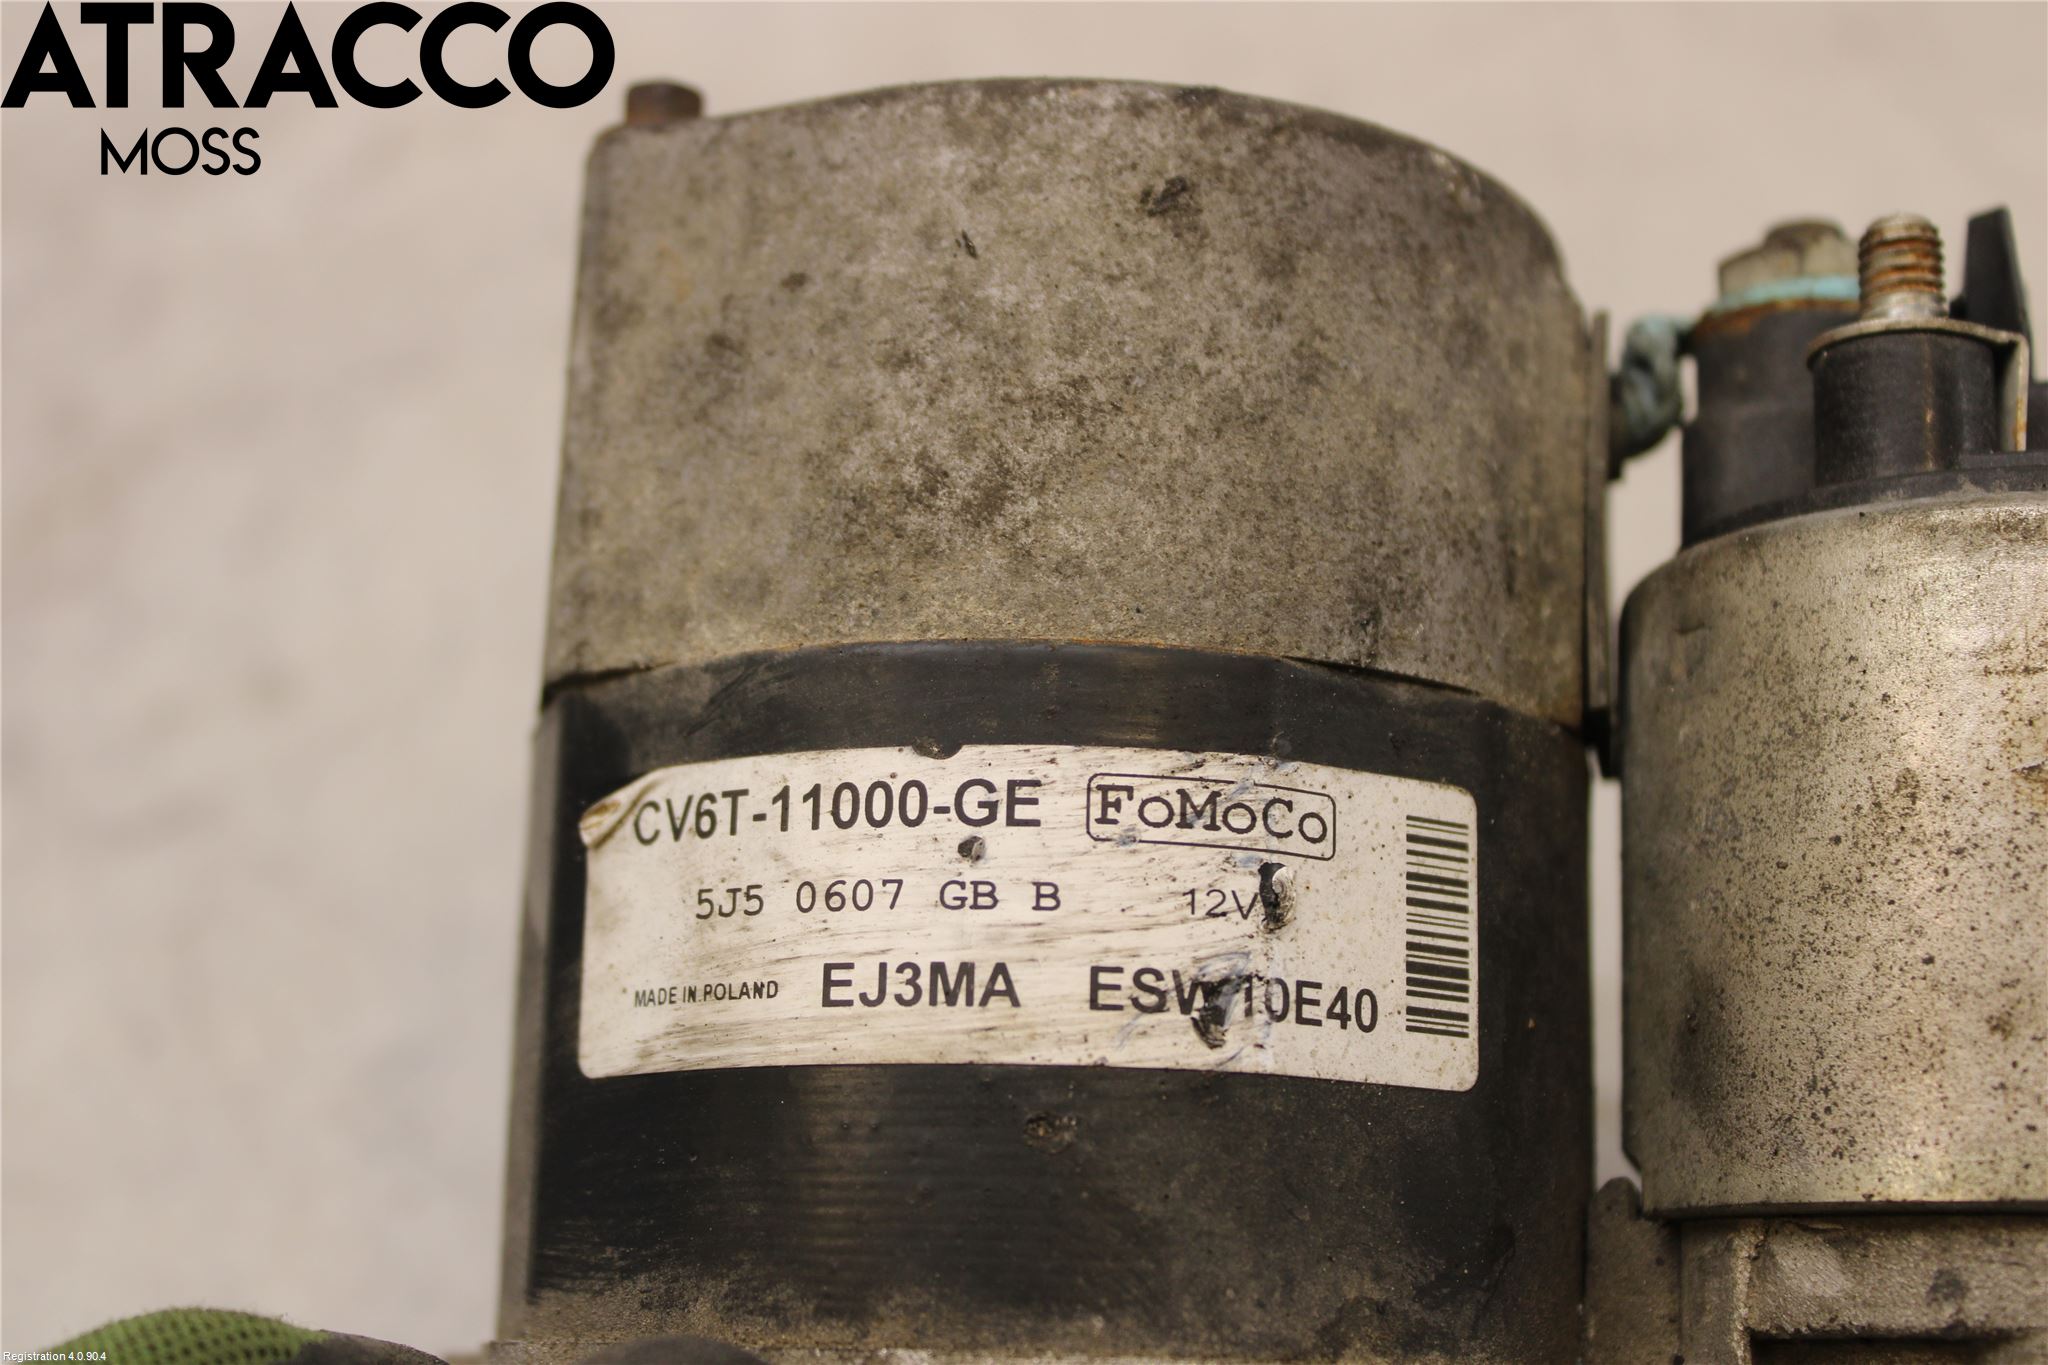 ATRACCO
MOSS
CV6T-11000-GE FoMoCo
5J5 0607 GB B 12V
MADE IN POLAND EJ3MA 10E40
Registration 4.0.90.4